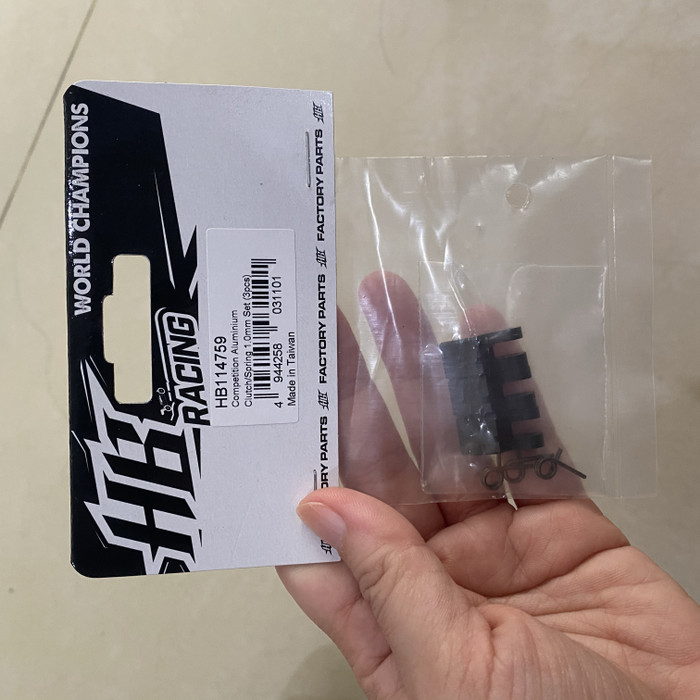 WORLD CHAMPIONS
HB
RACING
HB114759
Competition Aluminium
Clutch/Spring 1.0mm Set (3pcs)
4 944258 031101
Made in Taiwan
FACTORY PARTS
FACTORY PARTS
ORY PARTS